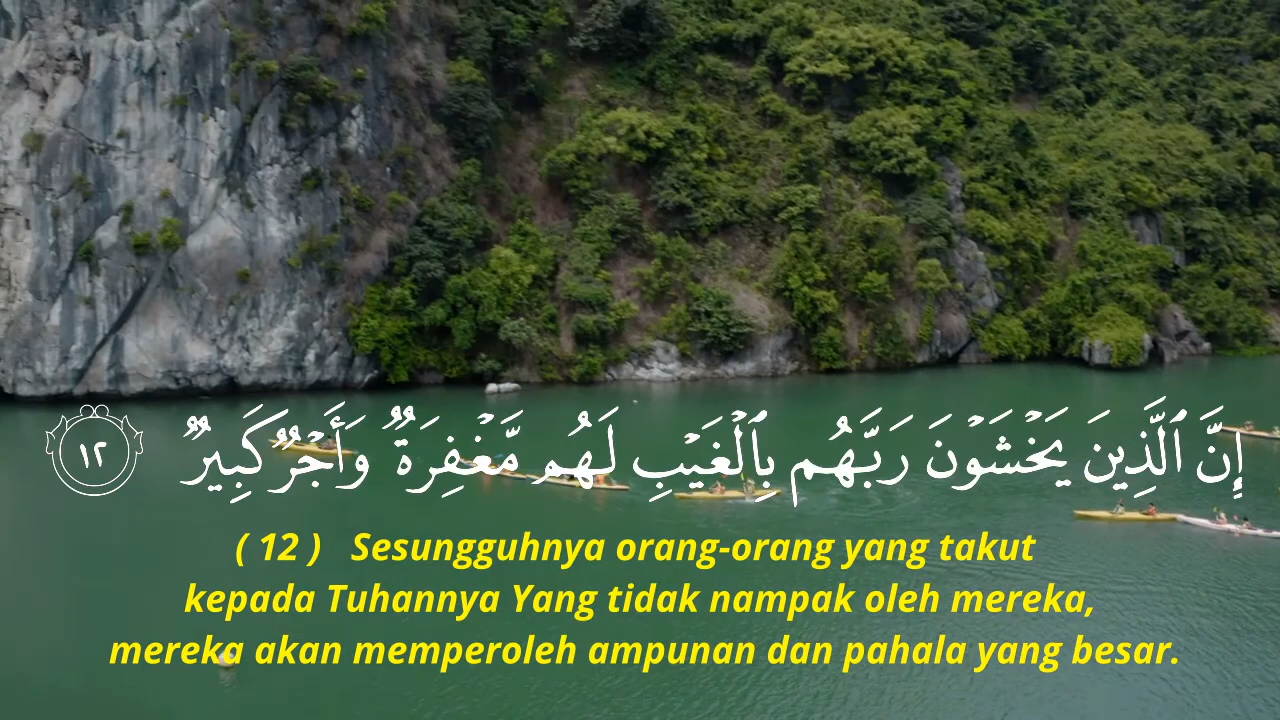 إِنَّ ٱلَّذِينَ يَخۡشَوۡنَ رَبَّهُم بِٱلۡغَيۡبِ لَهُم مَّغۡفِرَةٞ وَأَجۡرٞ كَبِيرٞ ١٢
( 12 ) Sesungguhnya orang-orang yang takut
kepada Tuhannya Yang tidak nampak oleh mereka,
mereka akan memperoleh ampunan dan pahala yang besar.